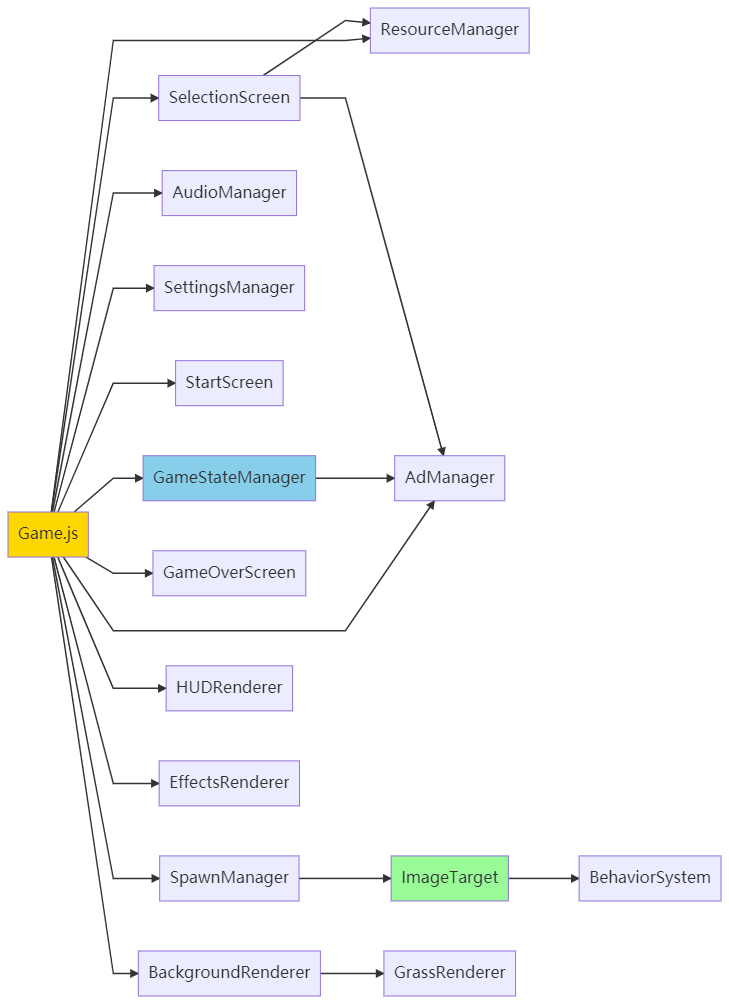 ResourceManager
SelectionScreen
AudioManager
SettingsManager
StartScreen
GameStateManager
AdManager
Game.js
GameOverScreen
HUDRenderer
EffectsRenderer
SpawnManager
ImageTarget
BehaviorSystem
BackgroundRenderer
GrassRenderer